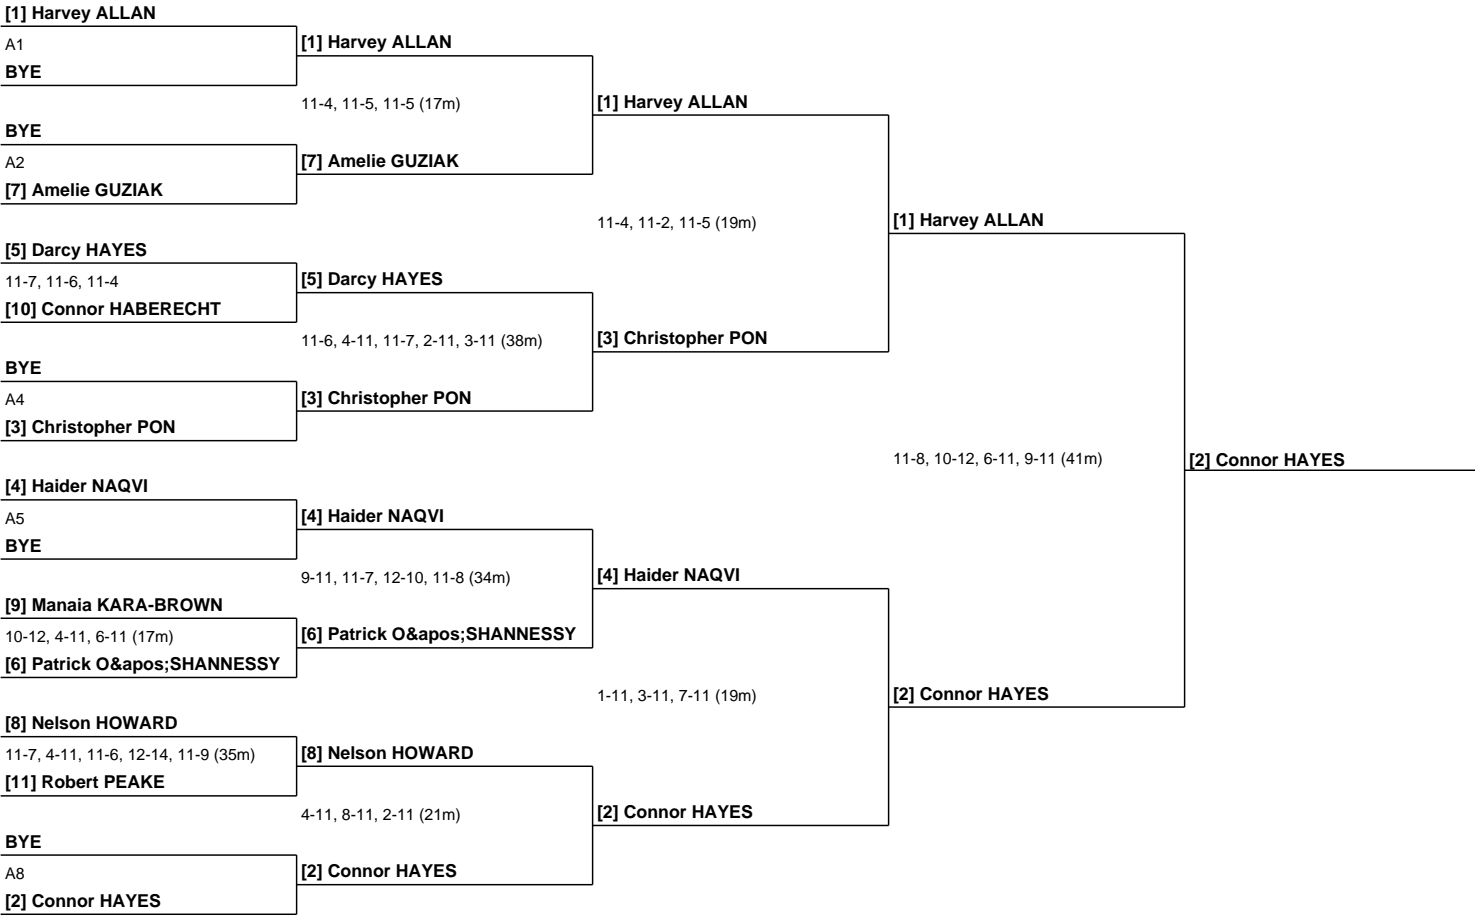 [1] Harvey ALLAN
A1
BYE
BYE
A2
[7] Amelie GUZIAK
[5] Darcy HAYES
11-7, 11-6, 11-4
[10] Connor HABERECHT
BYE
A4
[3] Christopher PON
[4] Haider NAQVI
A5
BYE
[9] Manaia KARA-BROWN
10-12, 4-11, 6-11 (17m)
[6] Patrick O&apos;SHANNESSY
[8] Nelson HOWARD
11-7, 4-11, 11-6, 12-14, 11-9 (35m)
[11] Robert PEAKE
BYE
A8
[2] Connor HAYES
[1] Harvey ALLAN
11-4, 11-5, 11-5 (17m)
[7] Amelie GUZIAK
[5] Darcy HAYES
11-6, 4-11, 11-7, 2-11, 3-11 (38m)
[3] Christopher PON
[4] Haider NAQVI
9-11, 11-7, 12-10, 11-8 (34m)
[6] Patrick O&apos;SHANNESSY
[8] Nelson HOWARD
4-11, 8-11, 2-11 (21m)
[2] Connor HAYES
[1] Harvey ALLAN
11-4, 11-2, 11-5 (19m)
[3] Christopher PON
[4] Haider NAQVI
1-11, 3-11, 7-11 (19m)
[2] Connor HAYES
[1] Harvey ALLAN
11-8, 10-12, 6-11, 9-11 (41m)
[2] Connor HAYES
[2] Connor HAYES